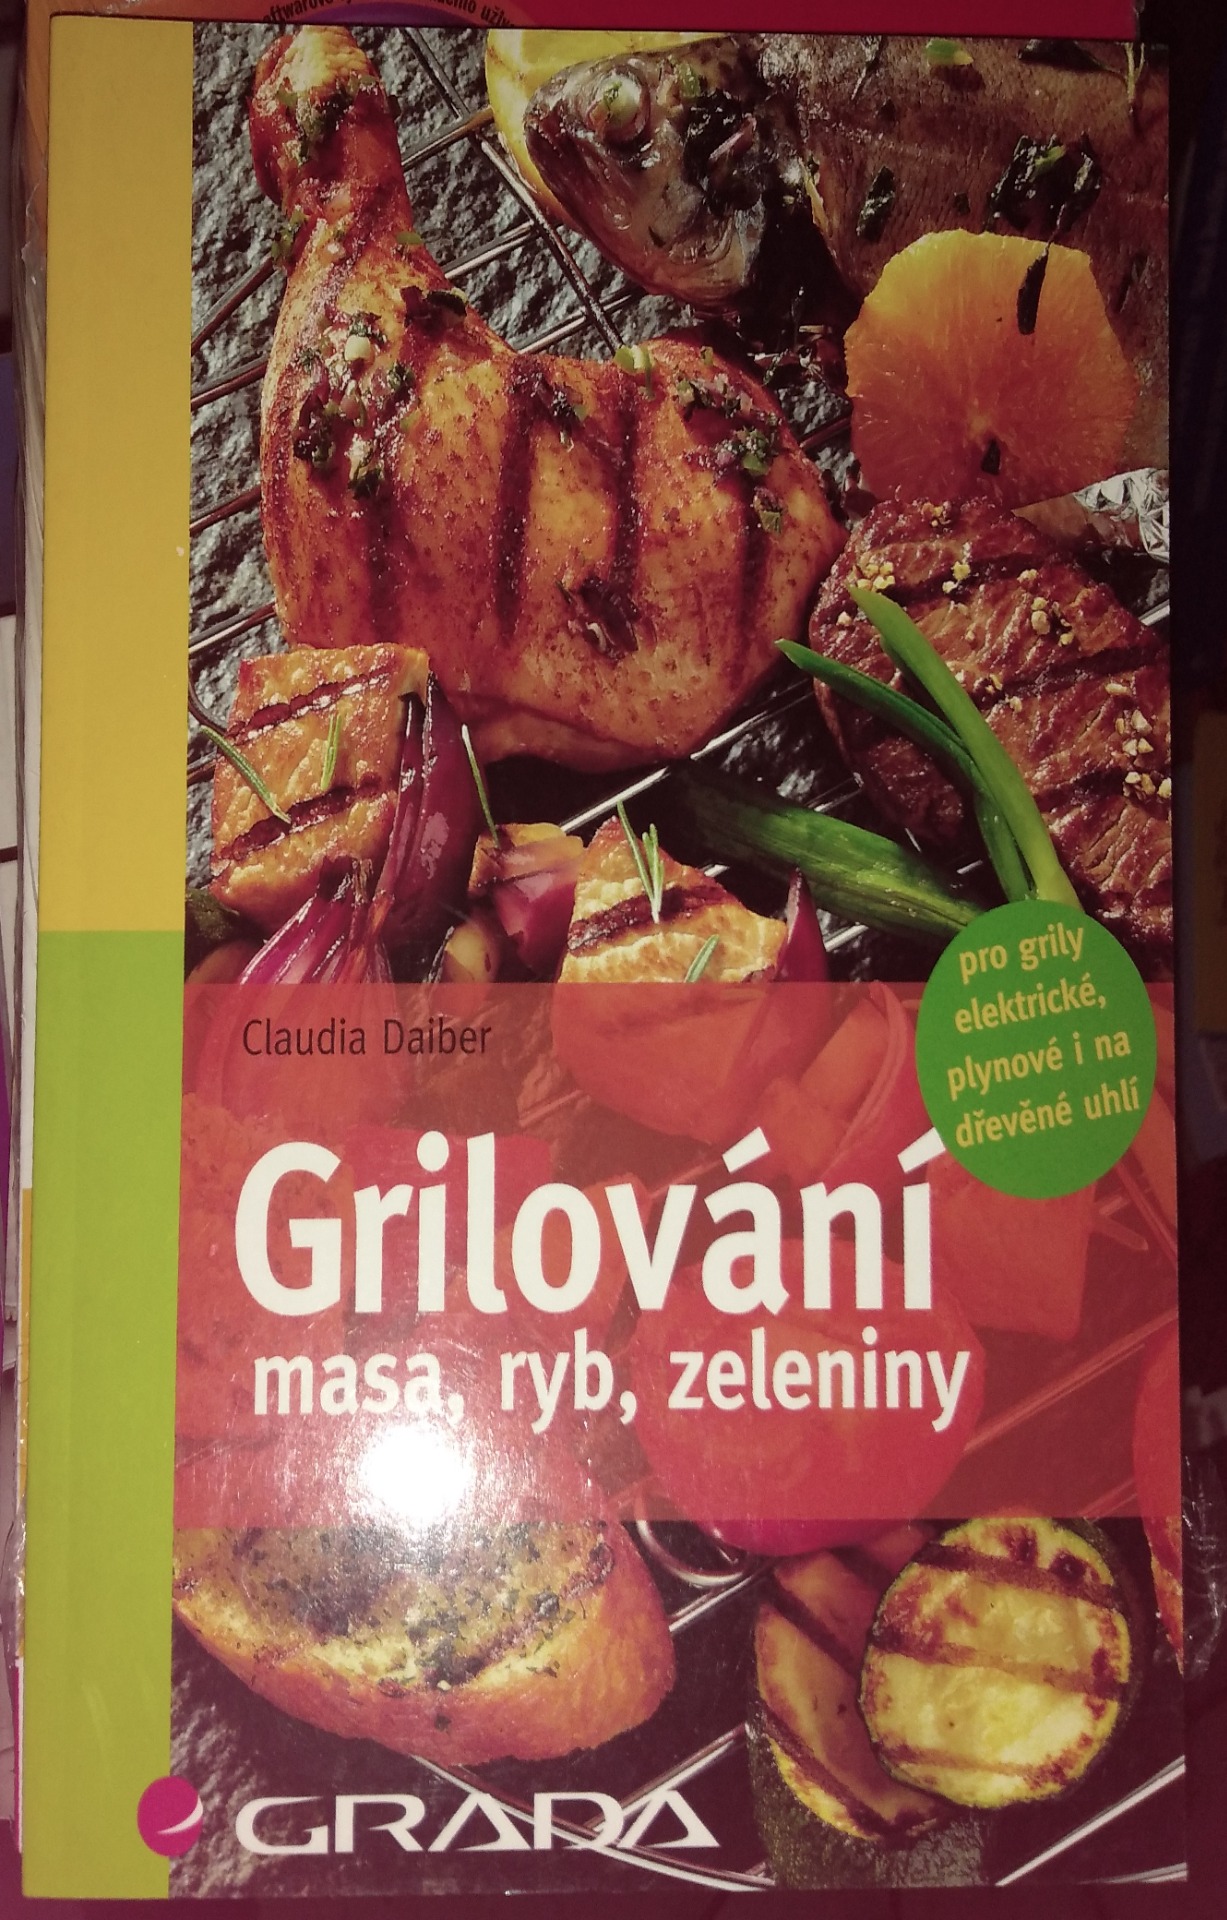 pro grily
elektrické,
plynové i na
dřevěné uhlí
Claudia Daiber
Grilování
masa, ryb, zeleniny
GRADA